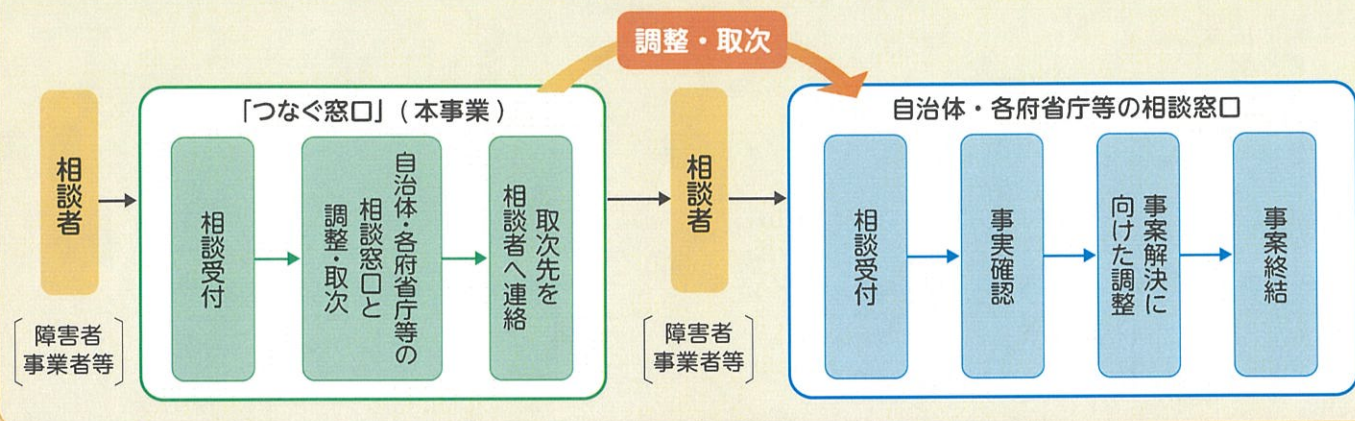 調整・取次
相談者
障害者
事業者等
「つなぐ窓口」(本事業)
相談受付
自治体・各府省庁等の
相談窓口と
調整・取次
取次先を
相談者へ連絡
相談者
障害者
事業者等
自治体・各府省庁等の相談窓口
相談受付
事実確認
事案解決に
向けた調整
事案終結